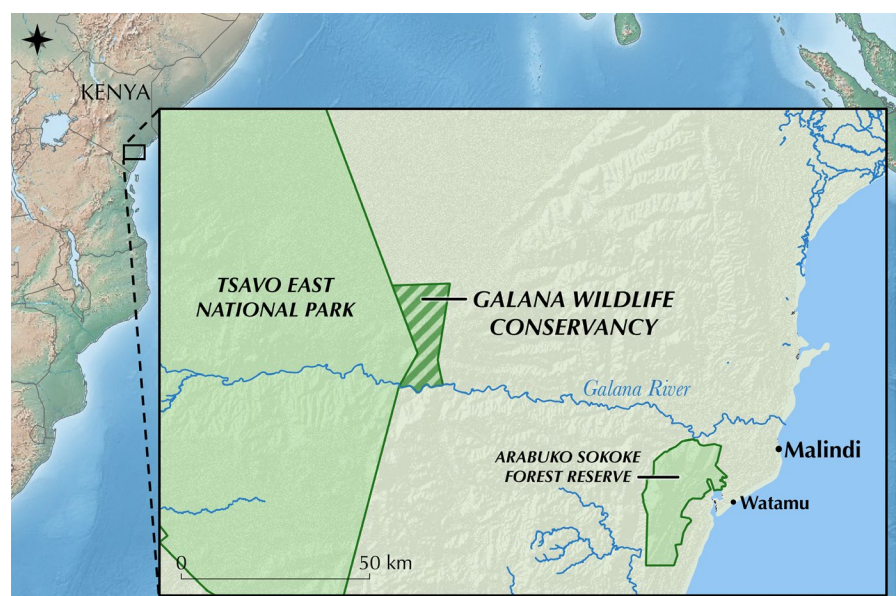 KENYA
TSAVO EAST
NATIONAL PARK
GALANA WILDLIFE
CONSERVANCY
Galana River
ARABUKO SOKOKE
FOREST RESERVE
Malindi
Watamu
0 50 km